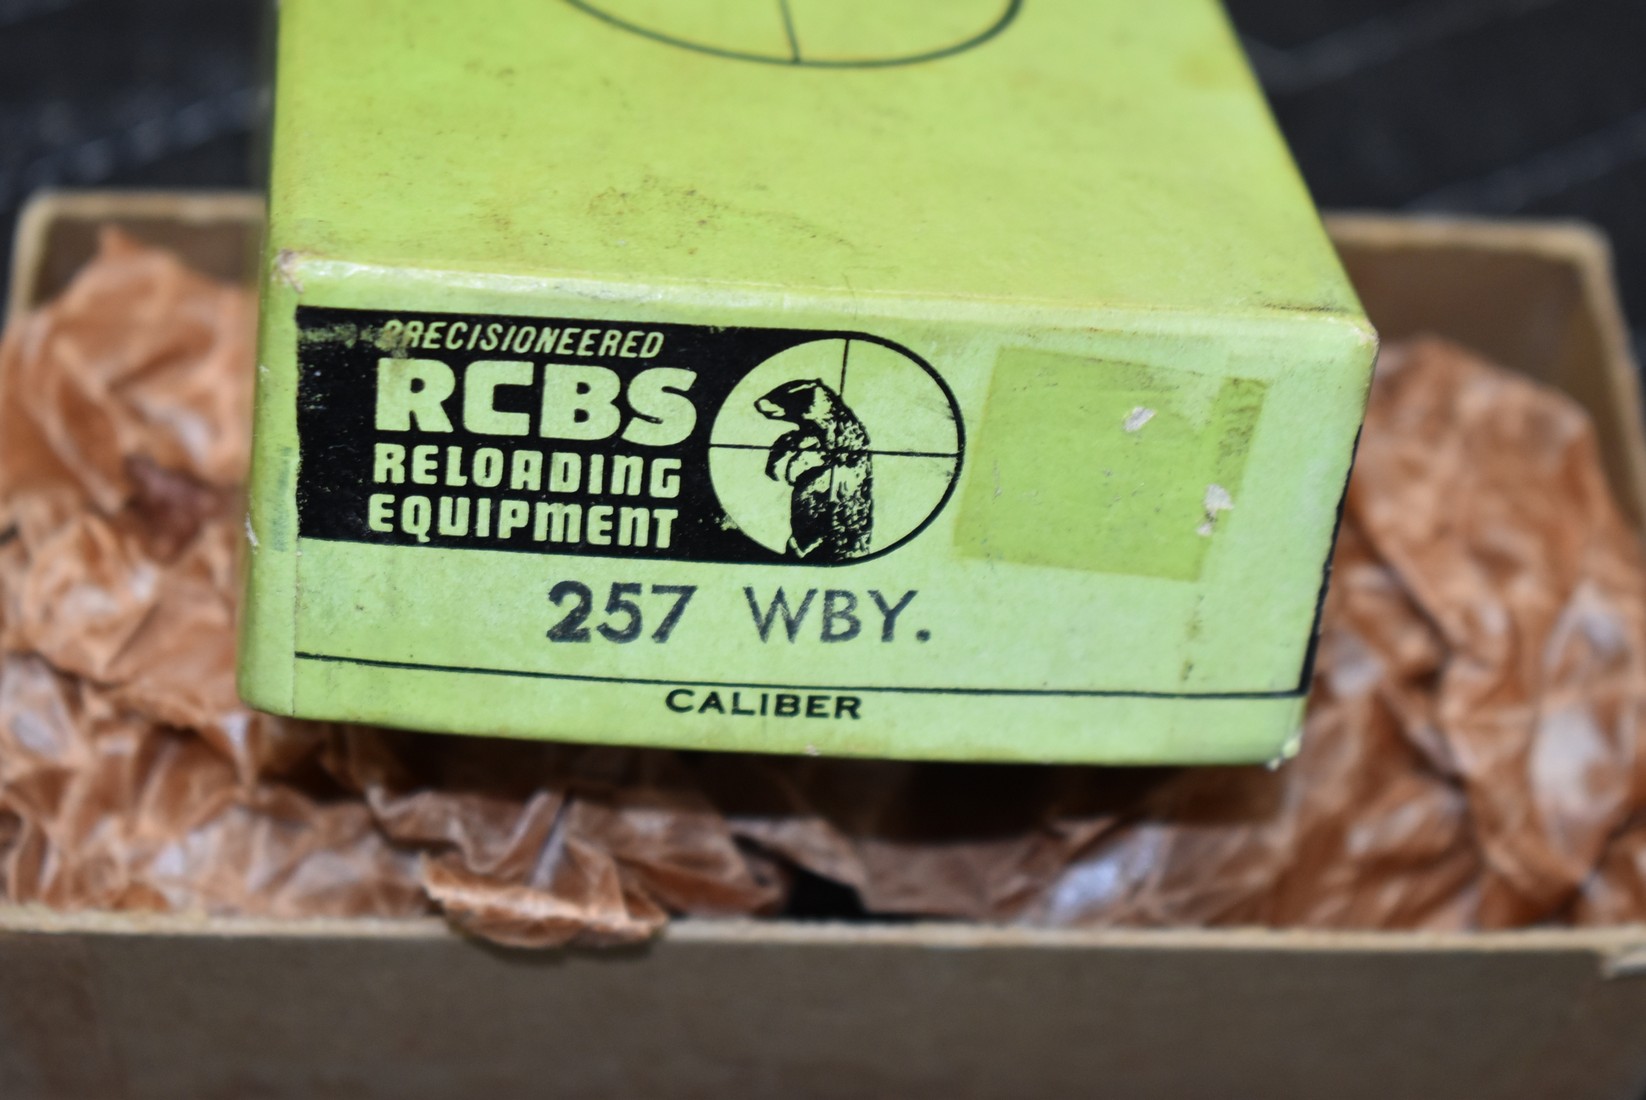 PRECISIONEERED
RCBS
RELOADING
EQUIPMENT
257 WBY.
CALIBER